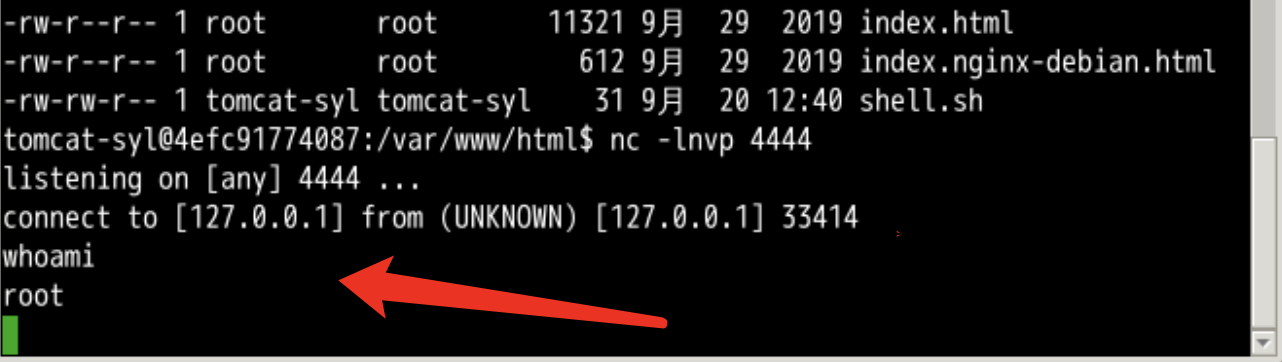 -rw-r--r-- 1 root       root       11321 9月  29  2019 index.html
-rw-r--r-- 1 root       root         612 9月  29  2019 index.nginx-debian.html
-rw-rw-r-- 1 tomcat-syl tomcat-syl    31 9月  20 12:40 shell.sh
tomcat-syl@4efc91774087:/var/www/html$ nc -lnvp 4444
listening on [any] 4444 ...
connect to [127.0.0.1] from (UNKNOWN) [127.0.0.1] 33414
whoami
root